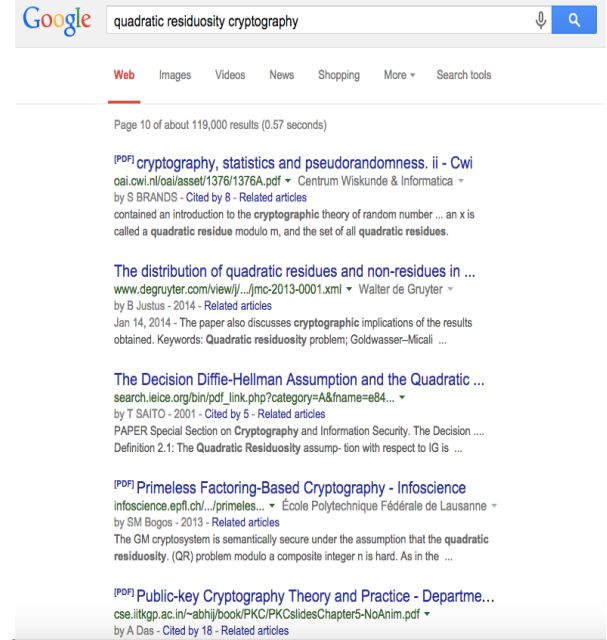 Google
quadratic residuosity cryptography
Web Images Videos News Shopping More Search tools
Page 10 of about 119,000 results (0.57 seconds)
[PDF] cryptography, statistics and pseudorandomness. ii - Cwi
oai.cwi.nl/oai/asset/1376/1376A.pdf Centrum Wiskunde & Informatica
by S BRANDS - Cited by 8 - Related articles
contained an introduction to the cryptographic theory of random number ... an x is
called a quadratic residue modulo m, and the set of all quadratic residues.
The distribution of quadratic residues and non-residues in ...
www.degruyter.com/view/j/.../jmc-2013-0001.xml Walter de Gruyter
by B Justus - 2014 - Related articles
Jan 14, 2014 - The paper also discusses cryptographic implications of the results
obtained. Keywords: Quadratic residuosity problem; Goldwasser–Micali ...
The Decision Diffie-Hellman Assumption and the Quadratic ...
search.ieice.org/bin/pdf_link.php?category=A&fname=e84...
by T SAITO - 2001 - Cited by 5 - Related articles
PAPER Special Section on Cryptography and Information Security. The Decision ....
Definition 2.1: The Quadratic Residuosity assump- tion with respect to IG is ...
[PDF] Primeless Factoring-Based Cryptography - Infoscience
infoscience.epfl.ch/.../primeles... École Polytechnique Fédérale de Lausanne
by SM Bogos - 2013 - Related articles
The GM cryptosystem is semantically secure under the assumption that the quadratic
residuosity. (QR) problem modulo a composite integer n is hard. As in the ...
[PDF] Public-key Cryptography Theory and Practice - Departme...
cse.iitkgp.ac.in/~abhij/book/PKC/PKCslidesChapter5-NoAnim.pdf
by A Das - Cited by 18 - Related articles